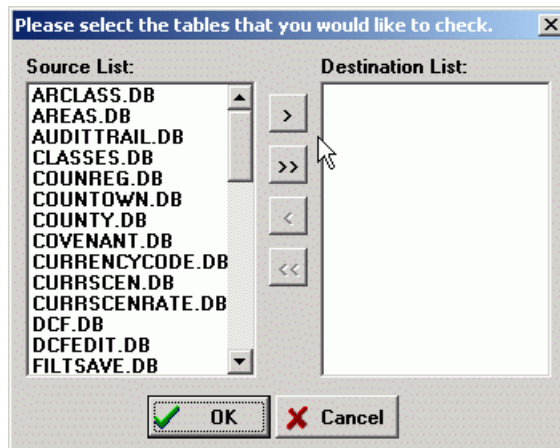 Please select the tables that you would like to check.
Source List:
Destination List:
ARCLASS.DB
AREAS.DB
AUDITTRAIL.DB
CLASSES.DB
COUNREG.DB
COUNTOWN.DB
COUNTY.DB
COVENANT.DB
CURRENCYCODE.DB
CURRSCEN.DB
CURRSCENRATE.DB
DCF.DB
DCFEDIT.DB
FILTSAVE.DB
>
>>
<
<<
OK
Cancel